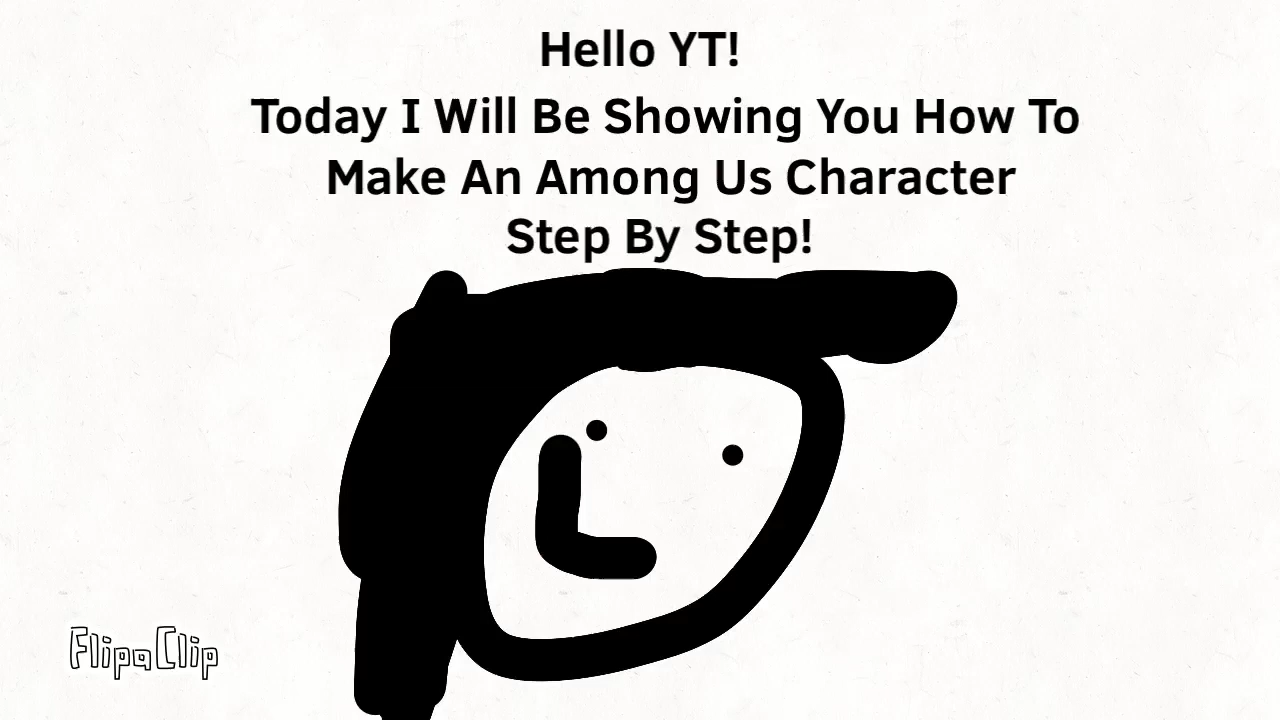 Hello YT!
Today I Will Be Showing You How To
Make An Among Us Character
Step By Step!
FlipaClip